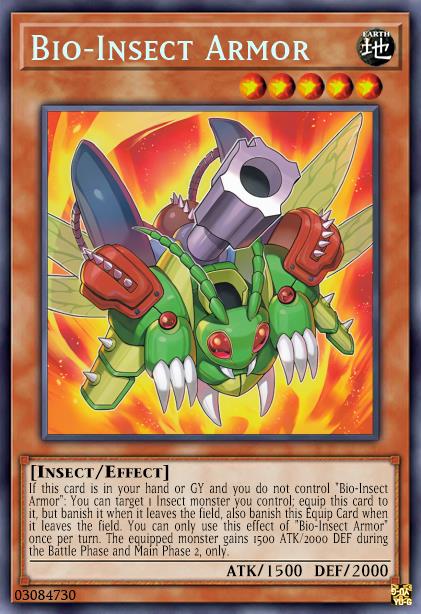 Bio-Insect Armor
EARTH
地
[Insect/Effect]
If this card is in your hand or GY and you do not control "Bio-Insect
Armor": You can target 1 Insect monster you control; equip this card to
it, but banish it when it leaves the field, also banish this Equip Card when
it leaves the field. You can only use this effect of "Bio-Insect Armor"
once per turn. The equipped monster gains 1500 ATK/2000 DEF during
the Battle Phase and Main Phase 2, only.
ATK/1500 DEF/2000
03084730